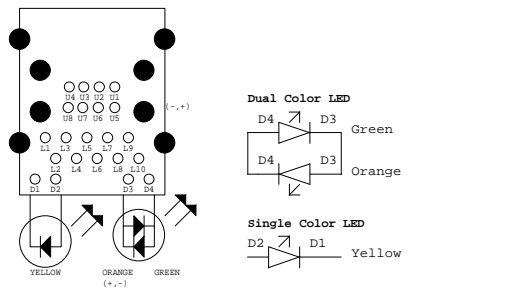 U4 U3 U2 U1
U8 U7 U6 U5
(-,+)
L1 L3 L5 L7 L9
L2 L4 L6 L8 L10
D1 D2 D3 D4
YELLOW
ORANGE GREEN
(+,-)
Dual Color LED
D4 D3
Green
D4 D3
Orange
Single Color LED
D2 D1
Yellow